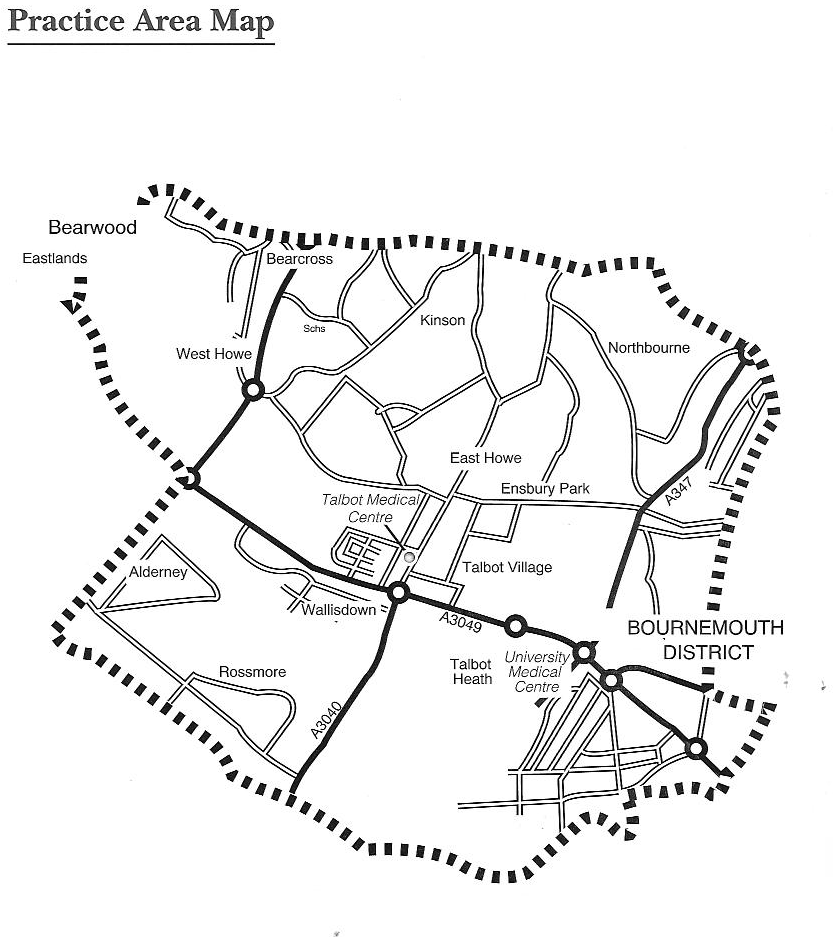 Practice Area Map
Bearwood
Eastlands
Bearcross
Schs
Kinson
West Howe
Northbourne
East Howe
Ensbury Park
A347
Talbot Medical
Centre
Alderney
Talbot Village
Wallisdown
A3049
BOURNEMOUTH
DISTRICT
Rossmore
Talbot
Heath
University
Medical
Centre
A3040